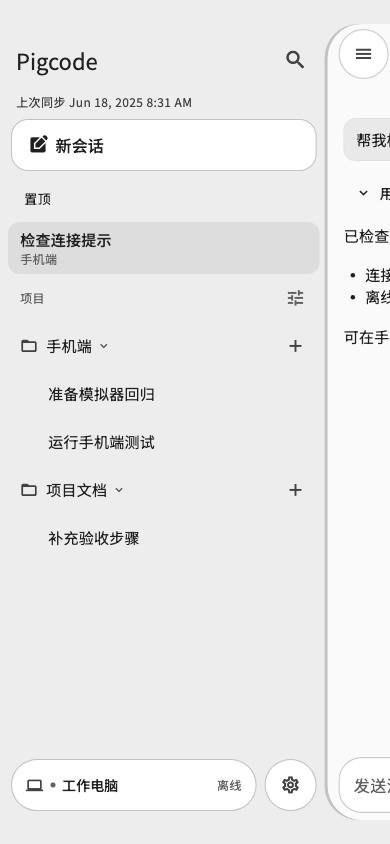 Pigcode
上次同步 Jun 18, 2025 8:31 AM
新会话
置顶
检查连接提示
手机端
项目
手机端
准备模拟器回归
运行手机端测试
项目文档
补充验收步骤
工作电脑
离线
帮我
用
已检查
连接
离线
可在手
发送